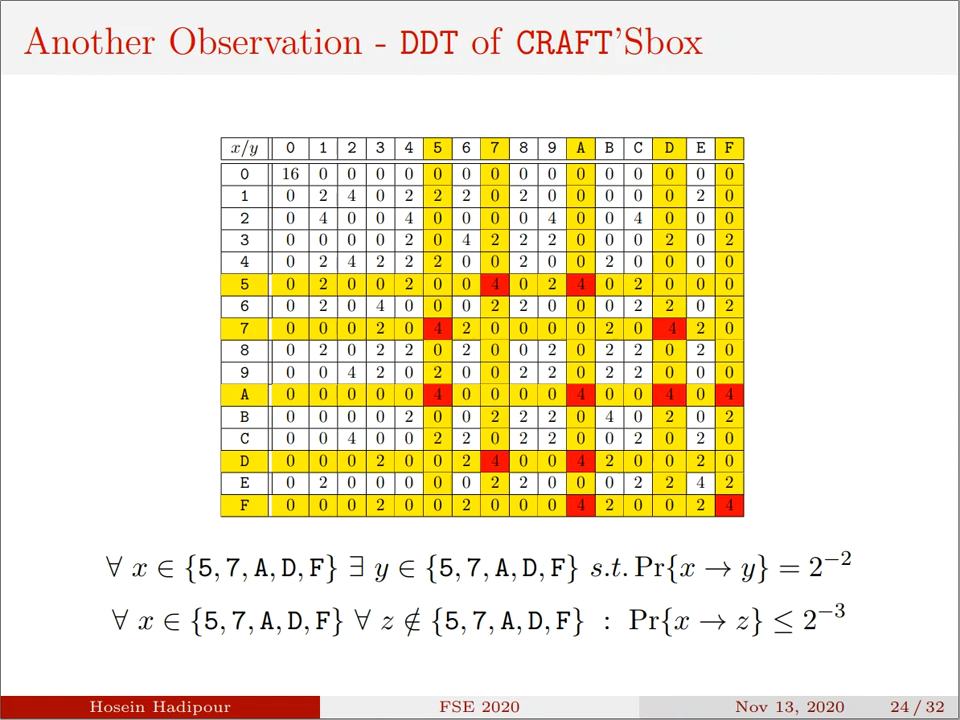 Another Observation - DDT of CRAFT'Sbox
x/y 0 1 2 3 4 5 6 7 8 9 A B C D E F
0 16 0 0 0 0 0 0 0 0 0 0 0 0 0 0 0
1 0 2 4 0 2 2 2 0 2 0 0 0 0 0 2 0
2 0 4 0 0 4 0 0 0 0 4 0 0 4 0 0 0
3 0 0 0 0 2 0 4 2 2 2 0 0 0 2 0 2
4 0 2 4 2 2 2 0 0 2 0 0 2 0 0 0 0
5 0 2 0 0 2 0 0 4 0 2 4 0 2 0 0 0
6 0 2 0 4 0 0 0 2 2 0 0 0 2 2 0 2
7 0 0 0 2 0 4 2 0 0 0 0 2 0 4 2 0
8 0 2 0 2 2 0 2 0 0 2 0 2 2 0 2 0
9 0 0 4 2 0 2 0 0 2 2 0 2 2 0 0 0
A 0 0 0 0 0 4 0 0 0 0 4 0 0 4 0 4
B 0 0 0 0 2 0 0 2 2 2 0 4 0 2 0 2
C 0 0 4 0 0 2 2 0 2 2 0 0 2 0 2 0
D 0 0 0 2 0 0 2 4 0 0 4 2 0 0 2 0
E 0 2 0 0 0 0 0 2 2 0 0 0 2 2 4 2
F 0 0 0 2 0 0 2 0 0 0 4 2 0 0 2 4
∀ x ∈ {5, 7, A, D, F} ∃ y ∈ {5, 7, A, D, F} s.t. Pr{x → y} = 2⁻²
∀ x ∈ {5, 7, A, D, F} ∀ z ∉ {5, 7, A, D, F} : Pr{x → z} ≤ 2⁻³
Hosein Hadipour FSE 2020 Nov 13, 2020 24 / 32